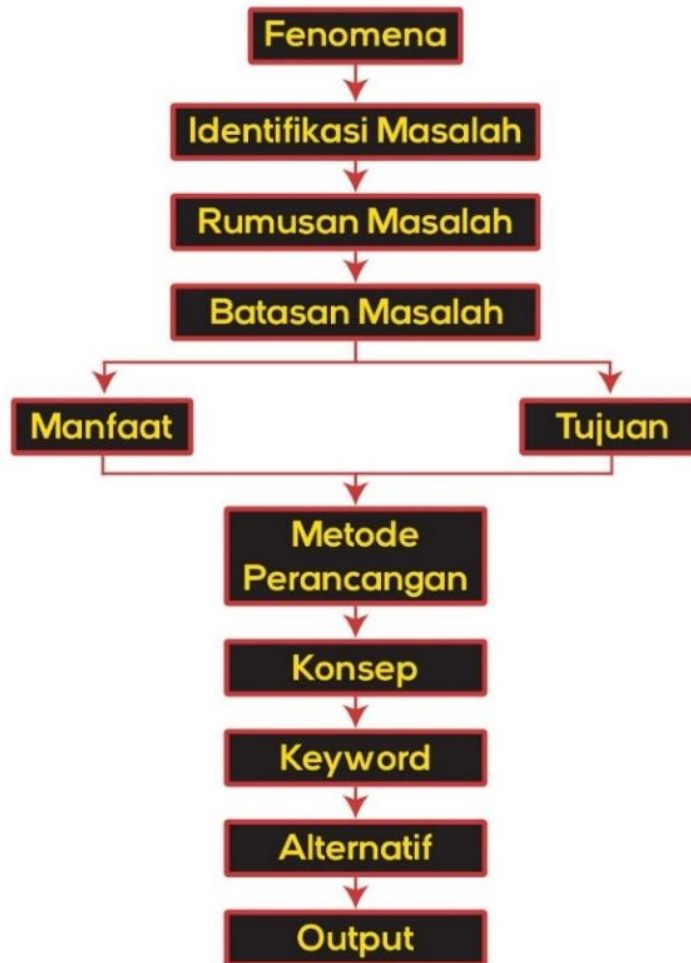 Fenomena
Identifikasi Masalah
Rumusan Masalah
Batasan Masalah
Manfaat
Tujuan
Metode
Perancangan
Konsep
Keyword
Alternatif
Output